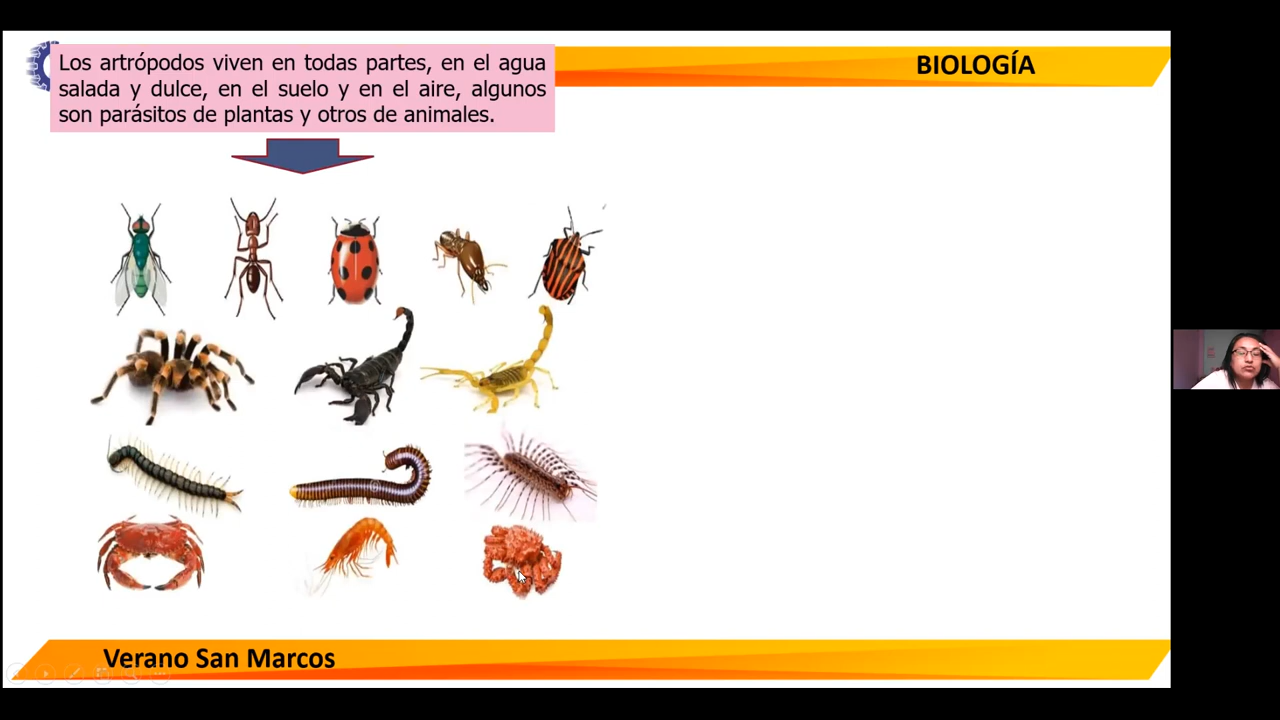 Los artrópodos viven en todas partes, en el agua
salada y dulce, en el suelo y en el aire, algunos
son parásitos de plantas y otros de animales.
BIOLOGÍA
Verano San Marcos